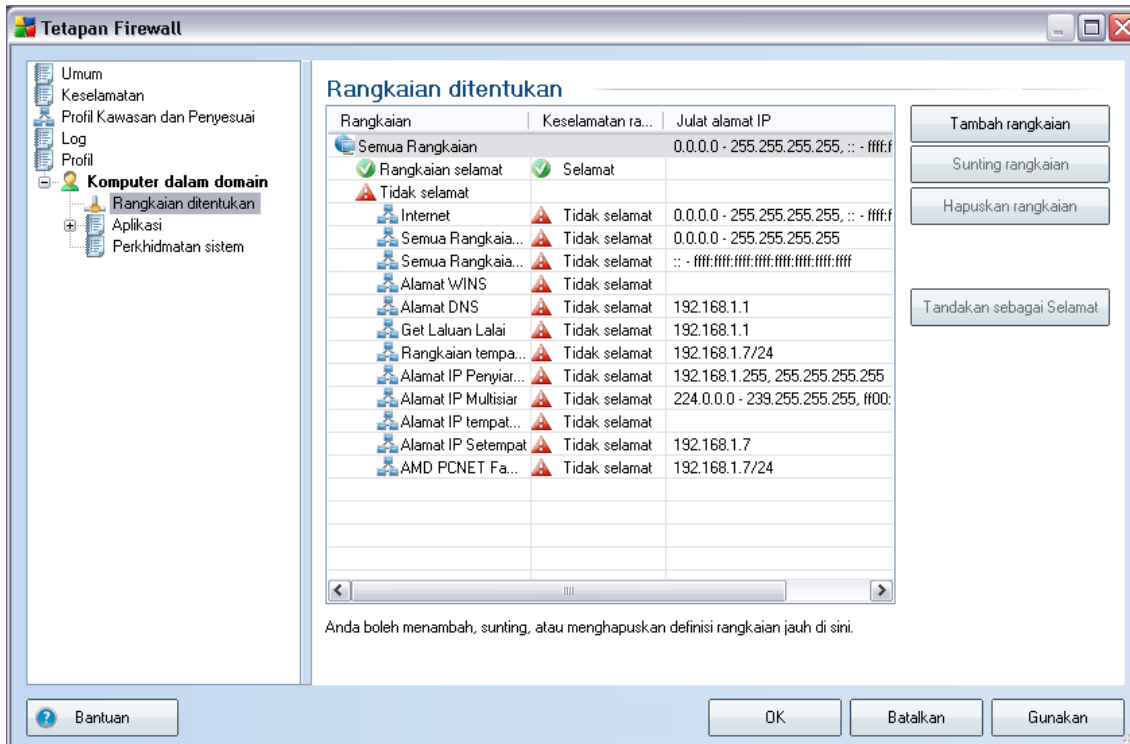 Tetapan Firewall
Umum
Keselamatan
Profil Kawasan dan Penyesuai
Log
Profil
Komputer dalam domain
Rangkaian ditentukan
Aplikasi
Perkhidmatan sistem
Rangkaian ditentukan
Rangkaian Keselamatan ra... Julat alamat IP
Semua Rangkaian 0.0.0.0 - 255.255.255.255, :: - ffff:f
Rangkaian selamat Selamat
Tidak selamat
Internet Tidak selamat 0.0.0.0 - 255.255.255.255, :: - ffff:f
Semua Rangkaia... Tidak selamat 0.0.0.0 - 255.255.255.255
Semua Rangkaia... Tidak selamat :: - ffff:ffff:ffff:ffff:ffff:ffff:ffff:ffff
Alamat WINS Tidak selamat
Alamat DNS Tidak selamat 192.168.1.1
Get Laluan Lalai Tidak selamat 192.168.1.1
Rangkaian tempa... Tidak selamat 192.168.1.7/24
Alamat IP Penyiar... Tidak selamat 192.168.1.255, 255.255.255.255
Alamat IP Multisiar Tidak selamat 224.0.0.0 - 239.255.255.255, ff00:
Alamat IP tempat... Tidak selamat
Alamat IP Setempat Tidak selamat 192.168.1.7
AMD PCNET Fa... Tidak selamat 192.168.1.7/24
Tambah rangkaian
Sunting rangkaian
Hapuskan rangkaian
Tandakan sebagai Selamat
Anda boleh menambah, sunting, atau menghapuskan definisi rangkaian jauh di sini.
Bantuan
OK
Batalkan
Gunakan